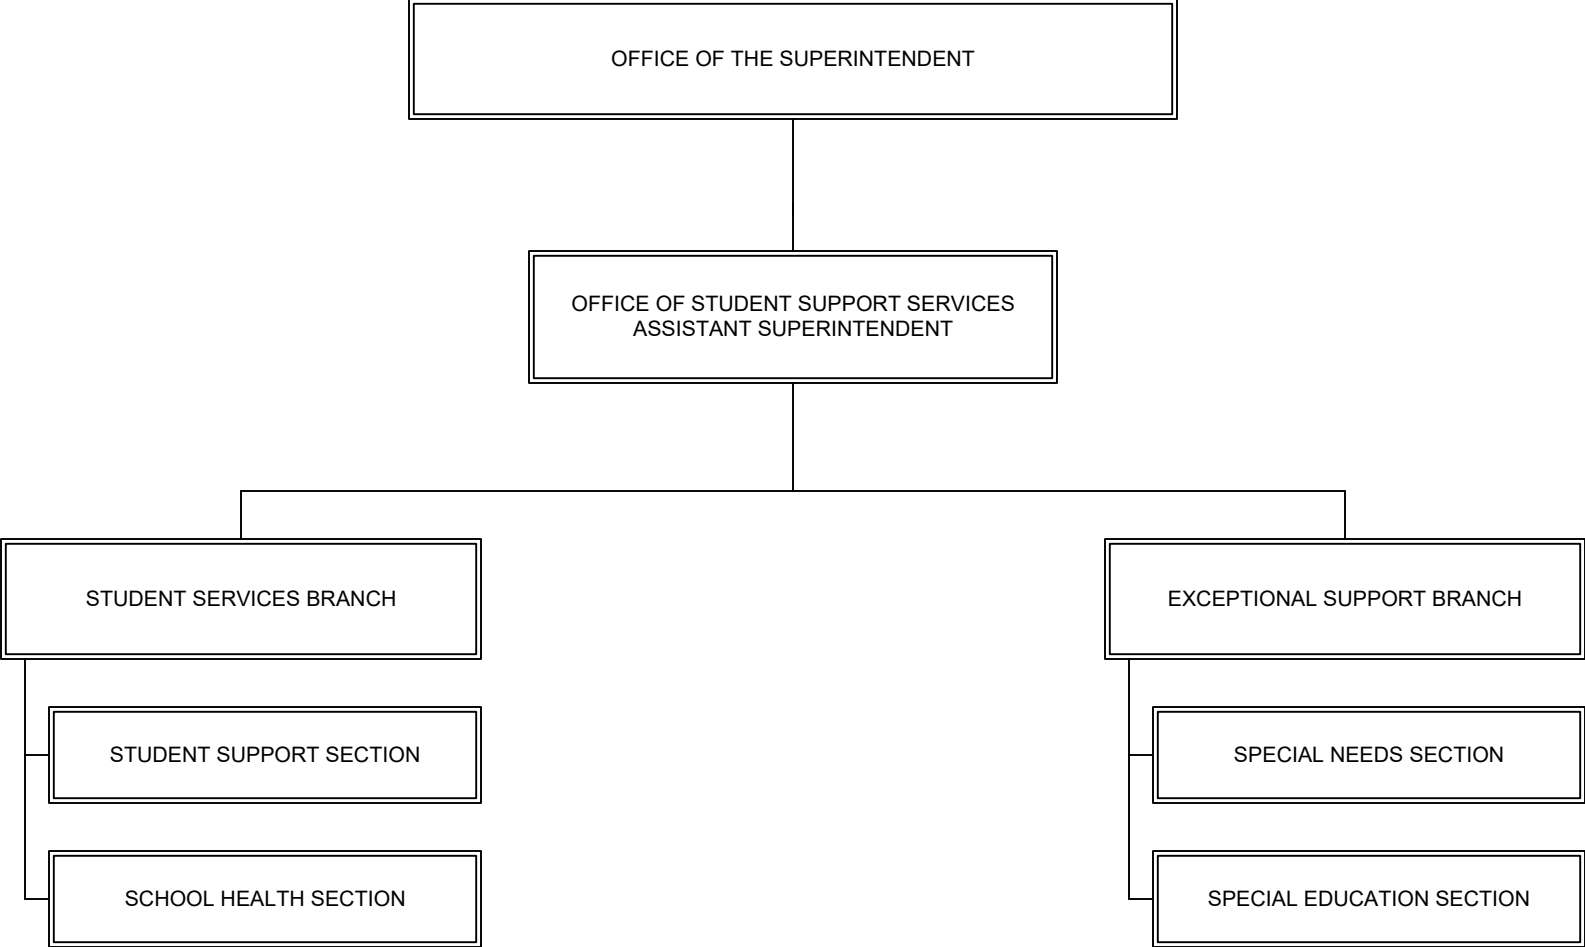 OFFICE OF THE SUPERINTENDENT
OFFICE OF STUDENT SUPPORT SERVICES
ASSISTANT SUPERINTENDENT
STUDENT SERVICES BRANCH
STUDENT SUPPORT SECTION
SCHOOL HEALTH SECTION
EXCEPTIONAL SUPPORT BRANCH
SPECIAL NEEDS SECTION
SPECIAL EDUCATION SECTION